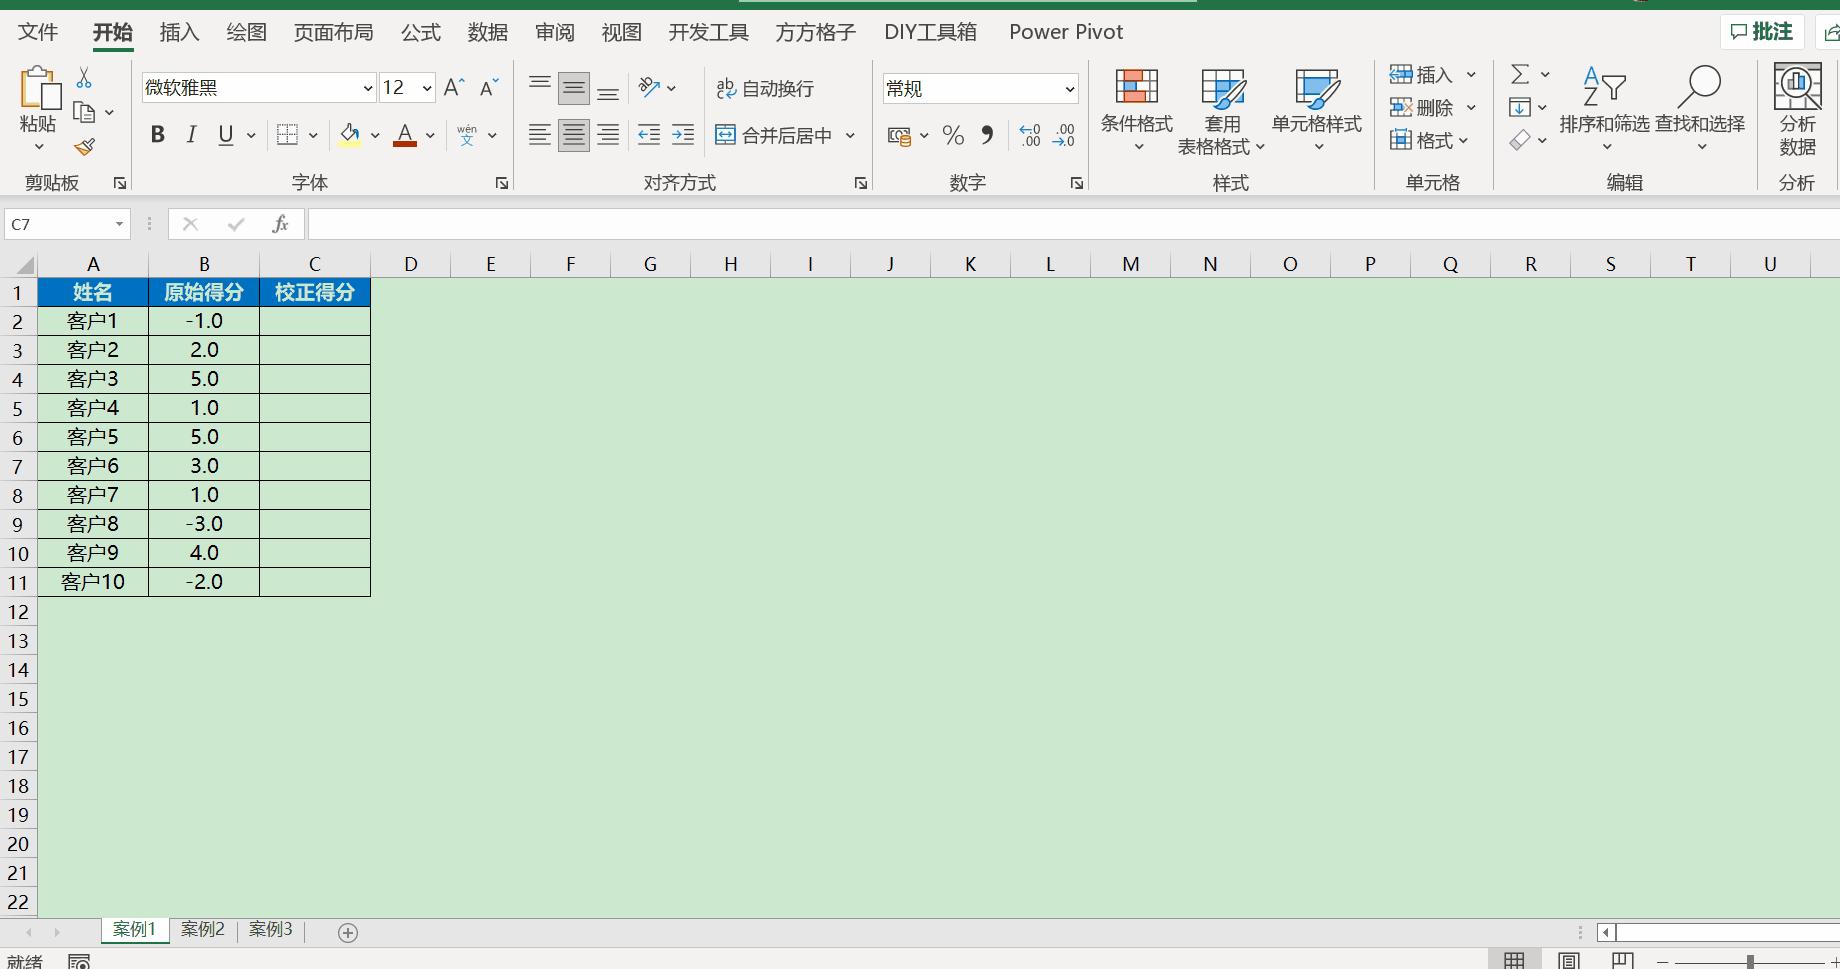 文件 开始 插入 绘图 页面布局 公式 数据 审阅 视图 开发工具 方方格子 DIY工具箱 Power Pivot 批注
微软雅黑 12 A A ab 自动换行 常规 插入 Σ A Z
粘贴 条件格式 套用 单元格样式 删除 排序和筛选 查找和选择 分析
B I U A wén 文 合并后居中 % 表格格式 格式 数据
剪贴板 字体 对齐方式 数字 样式 单元格 编辑 分析
C7 fx
A B C D E F G H I J K L M N O P Q R S T U
1 姓名 原始得分 校正得分
2 客户1 -1.0
3 客户2 2.0
4 客户3 5.0
5 客户4 1.0
6 客户5 5.0
7 客户6 3.0
8 客户7 1.0
9 客户8 -3.0
10 客户9 4.0
11 客户10 -2.0
12
13
14
15
16
17
18
19
20
21
22
案例1 案例2 案例3
就绪